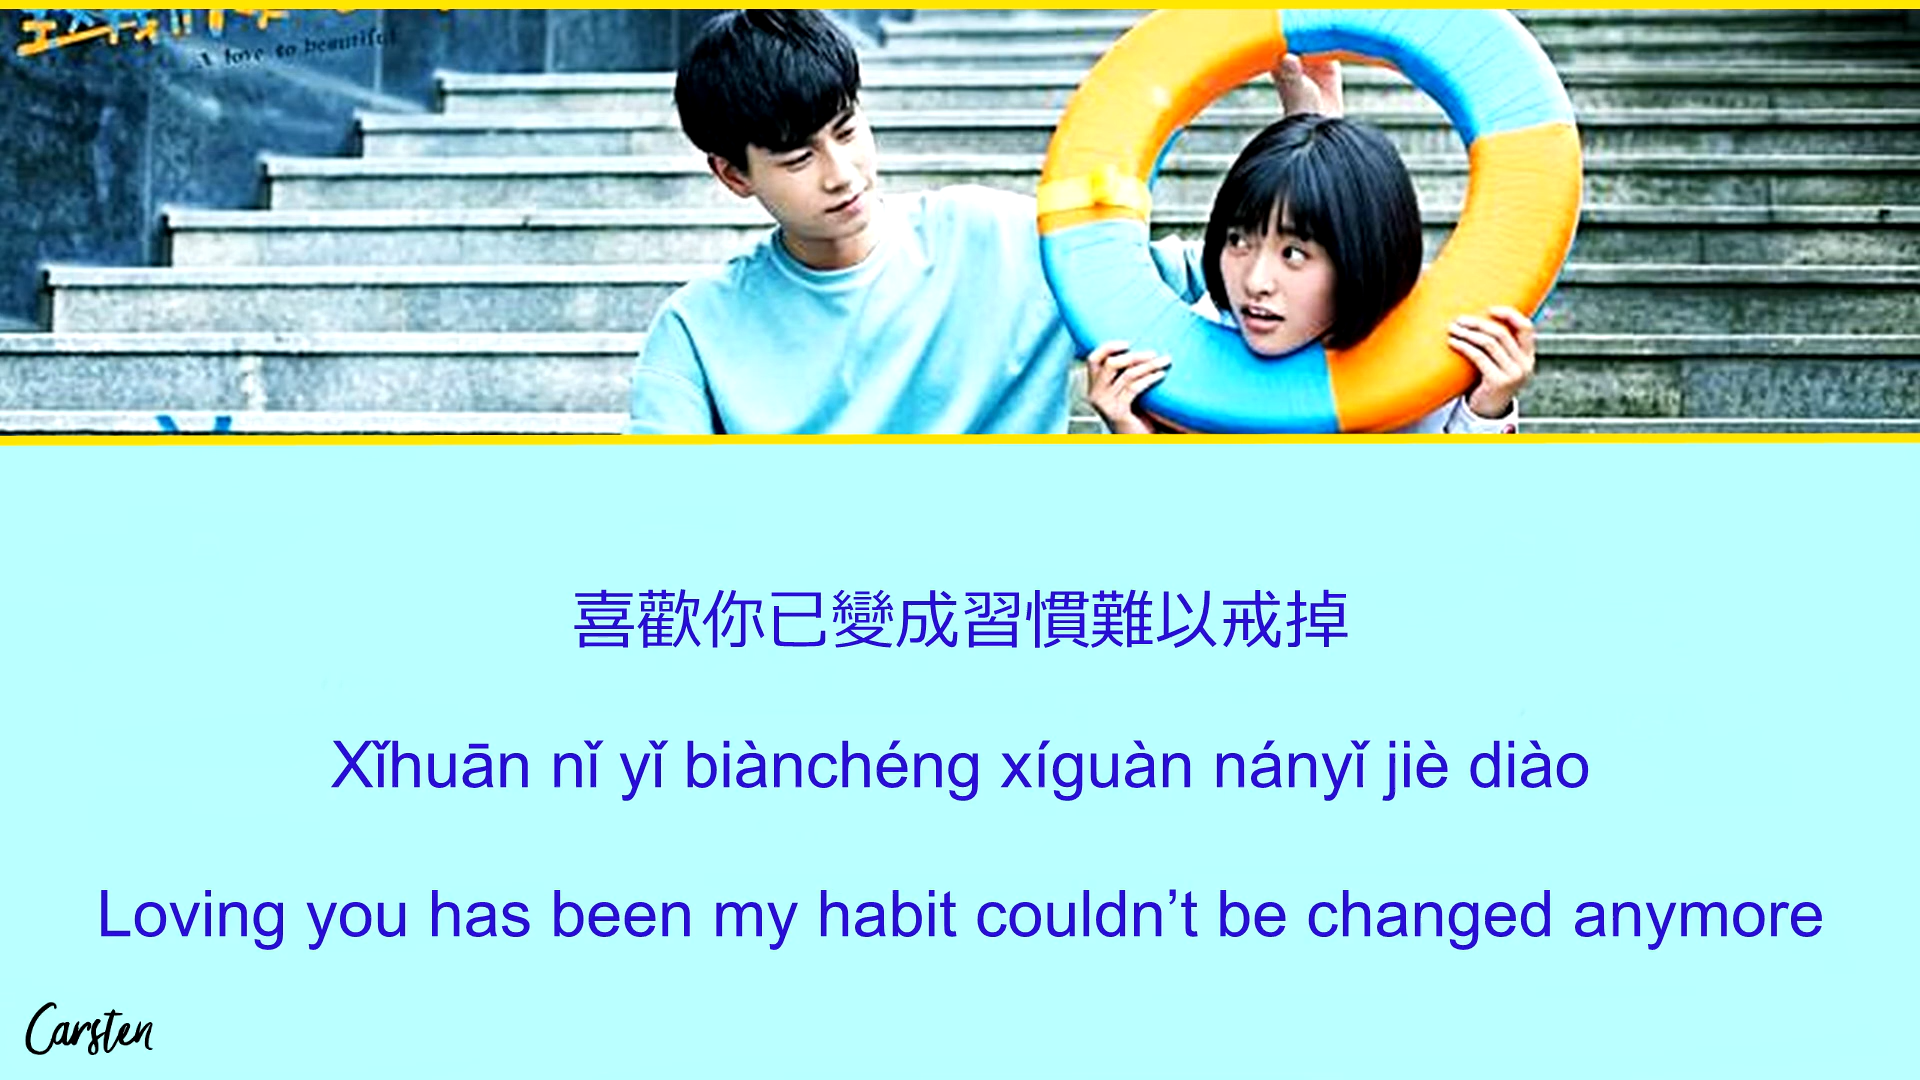 A love so beautiful
喜歡你已變成習慣難以戒掉
Xǐhuān nǐ yǐ biànchéng xíguàn nányǐ jiè diào
Loving you has been my habit couldn’t be changed anymore
Carsten